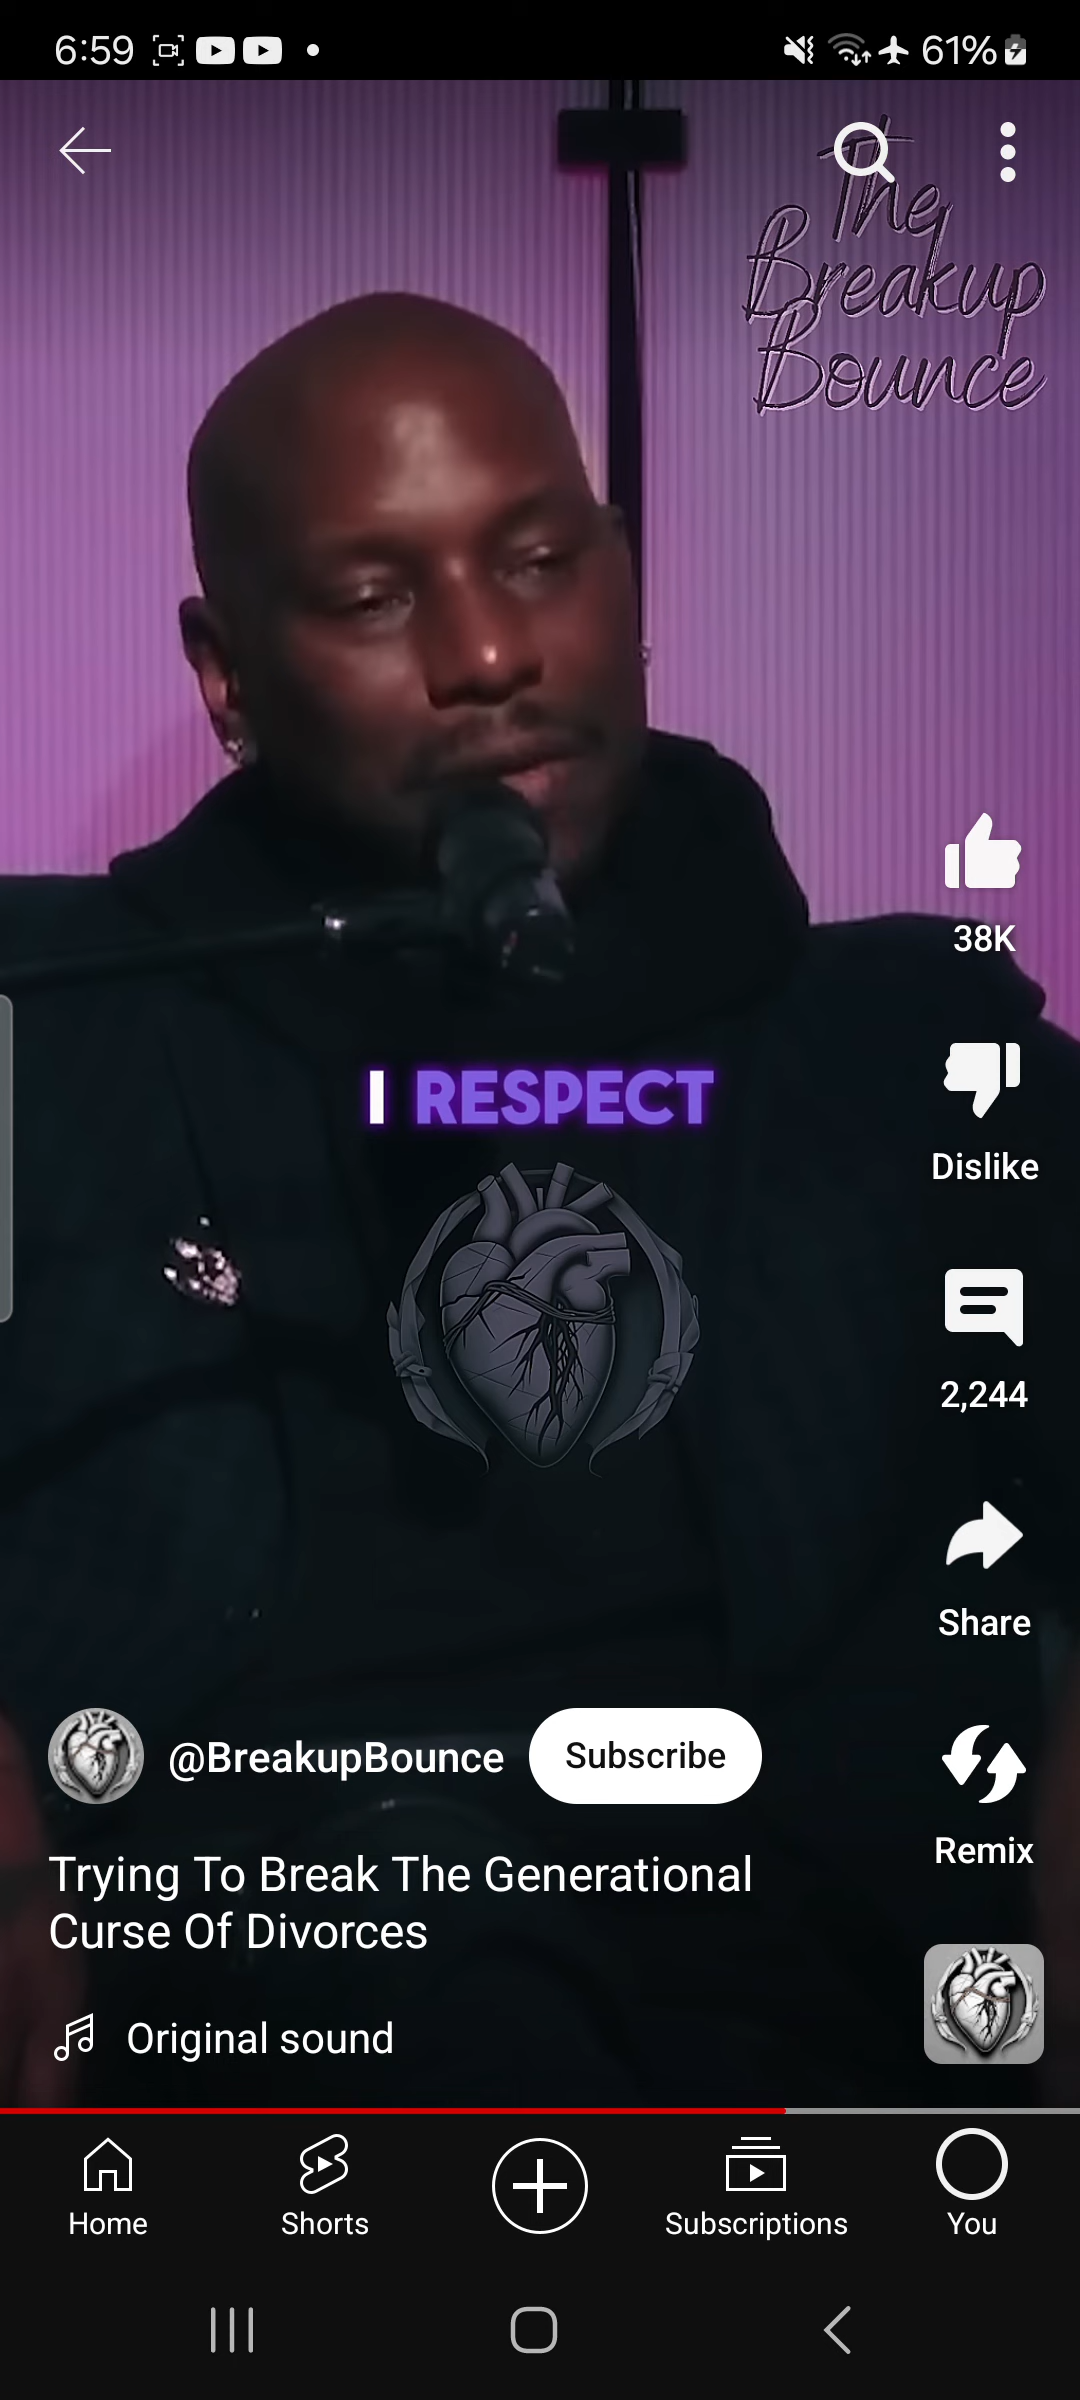 6:59
61%
The
Breakup
Bounce
38K
I RESPECT
Dislike
2,244
Share
@BreakupBounce
Subscribe
Remix
Trying To Break The Generational
Curse Of Divorces
Original sound
Home
Shorts
Subscriptions
You